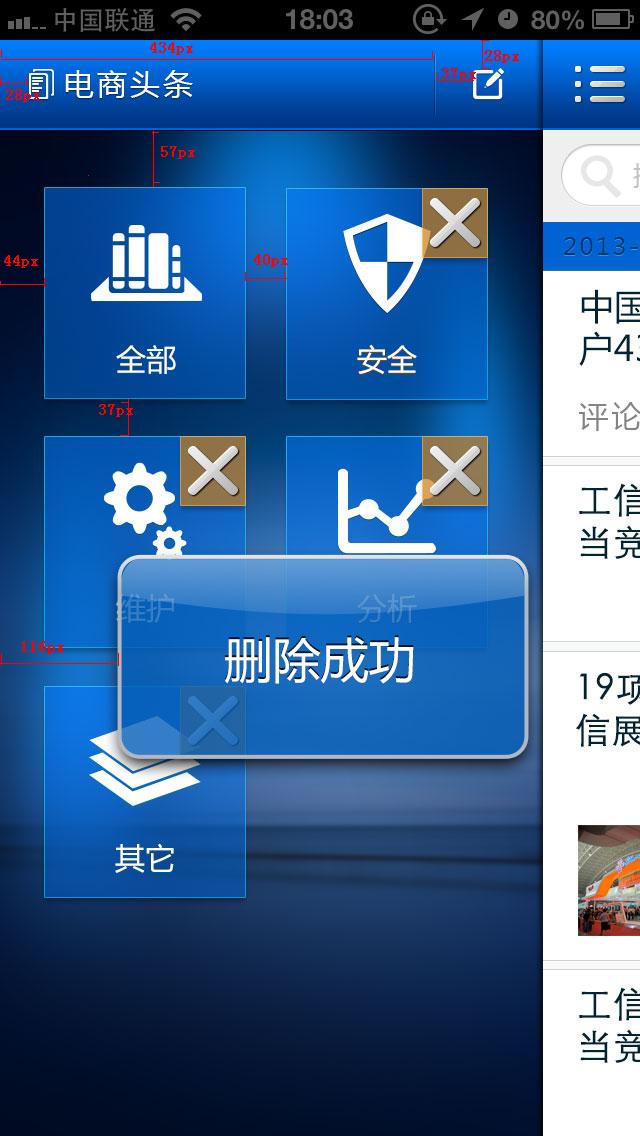 中国联通 18:03 80%
434px
28px
37px
28px
电商头条
57px
2013-
44px
40px
全部
安全
中国
户43
评论
37px
工信
当竞
维护
分析
116px
删除成功
19项
信展
其它
工信
当竞